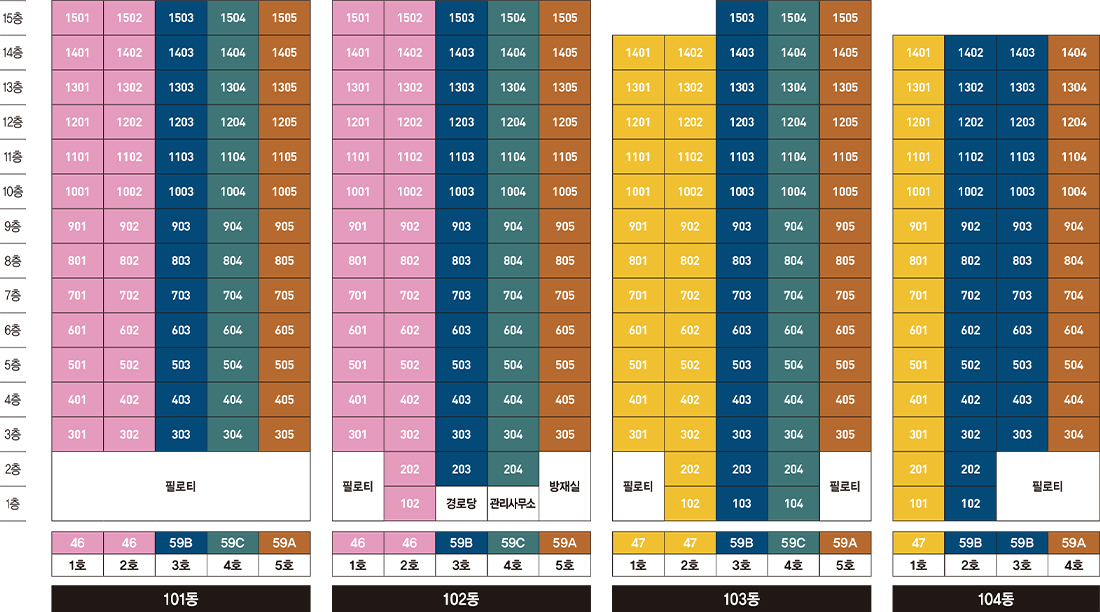 15층 1501 1502 1503 1504 1505 1501 1502 1503 1504 1505 1503 1504 1505
14층 1401 1402 1403 1404 1405 1401 1402 1403 1404 1405 1401 1402 1403 1404 1405 1401 1402 1403 1404
13층 1301 1302 1303 1304 1305 1301 1302 1303 1304 1305 1301 1302 1303 1304 1305 1301 1302 1303 1304
12층 1201 1202 1203 1204 1205 1201 1202 1203 1204 1205 1201 1202 1203 1204 1205 1201 1202 1203 1204
11층 1101 1102 1103 1104 1105 1101 1102 1103 1104 1105 1101 1102 1103 1104 1105 1101 1102 1103 1104
10층 1001 1002 1003 1004 1005 1001 1002 1003 1004 1005 1001 1002 1003 1004 1005 1001 1002 1003 1004
9층 901 902 903 904 905 901 902 903 904 905 901 902 903 904 905 901 902 903 904
8층 801 802 803 804 805 801 802 803 804 805 801 802 803 804 805 801 802 803 804
7층 701 702 703 704 705 701 702 703 704 705 701 702 703 704 705 701 702 703 704
6층 601 602 603 604 605 601 602 603 604 605 601 602 603 604 605 601 602 603 604
5층 501 502 503 504 505 501 502 503 504 505 501 502 503 504 505 501 502 503 504
4층 401 402 403 404 405 401 402 403 404 405 401 402 403 404 405 401 402 403 404
3층 301 302 303 304 305 301 302 303 304 305 301 302 303 304 305 301 302 303 304
2층 202 203 204 202 203 204 201 202
필로티 필로티 방재실 필로티 필로티 필로티
1층 102 경로당 관리사무소 102 103 104 101 102
46 46 59B 59C 59A 46 46 59B 59C 59A 47 47 59B 59C 59A 47 59B 59B 59A
1호 2호 3호 4호 5호 1호 2호 3호 4호 5호 1호 2호 3호 4호 5호 1호 2호 3호 4호
101동 102동 103동 104동